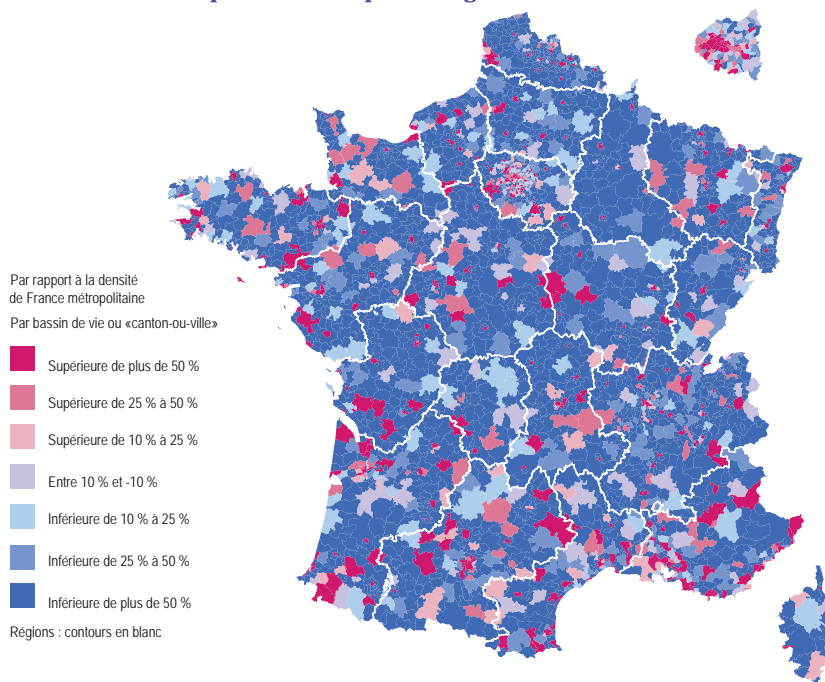 Par rapport à la densité
de France métropolitaine
Par bassin de vie ou «canton-ou-ville»
Supérieure de plus de 50 %
Supérieure de 25 % à 50 %
Supérieure de 10 % à 25 %
Entre 10 % et -10 %
Inférieure de 10 % à 25 %
Inférieure de 25 % à 50 %
Inférieure de plus de 50 %
Régions : contours en blanc